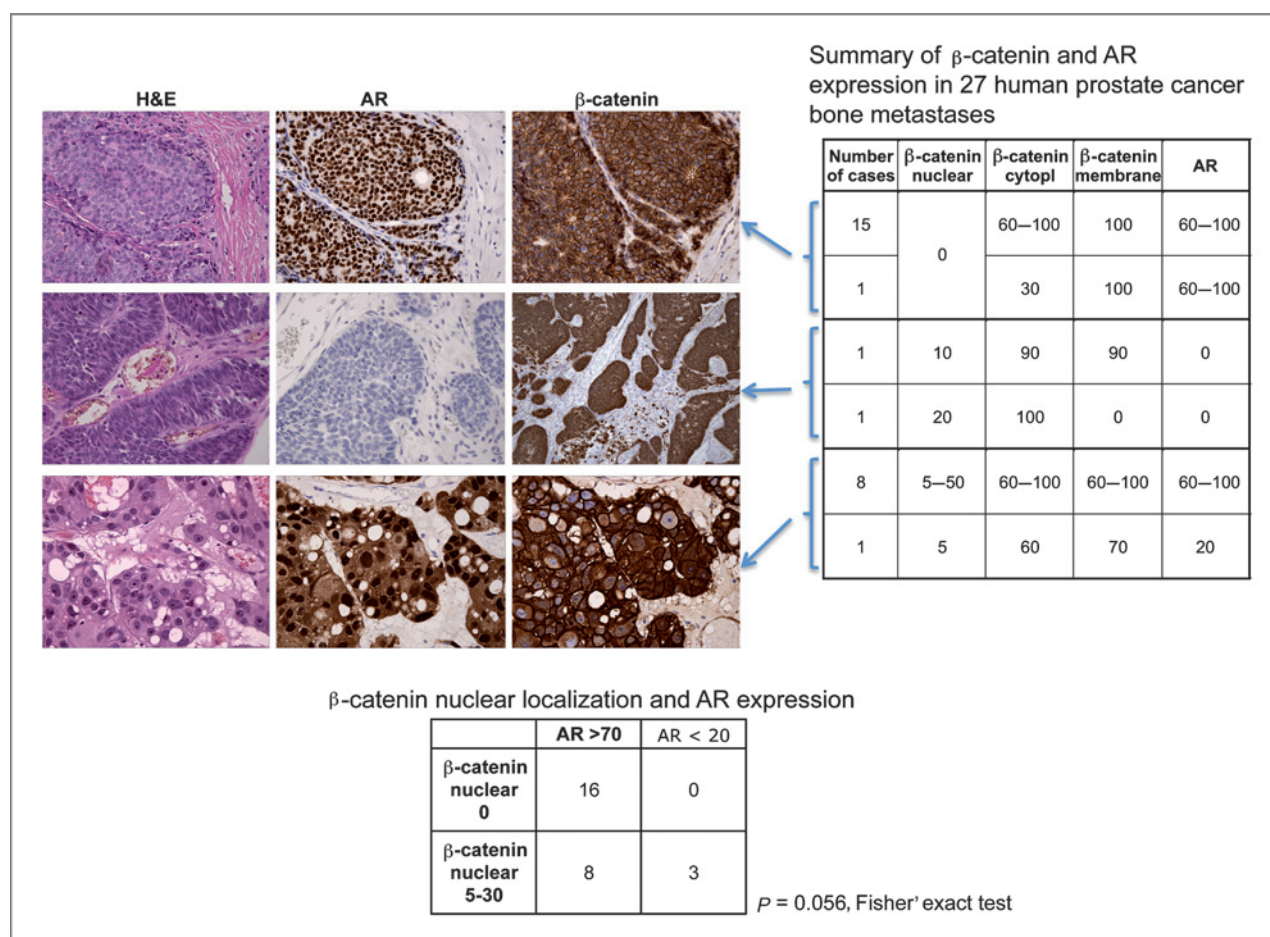 H&E AR β-catenin
Summary of β-catenin and AR
expression in 27 human prostate cancer
bone metastases
Number of cases β-catenin nuclear β-catenin cytopl β-catenin membrane AR
15 0 60—100 100 60—100
1 30 100 60—100
1 10 90 90 0
1 20 100 0 0
8 5—50 60—100 60—100 60—100
1 5 60 70 20
β-catenin nuclear localization and AR expression
AR >70 AR < 20
β-catenin nuclear 0 16 0
β-catenin nuclear 5-30 8 3
P = 0.056, Fisher' exact test